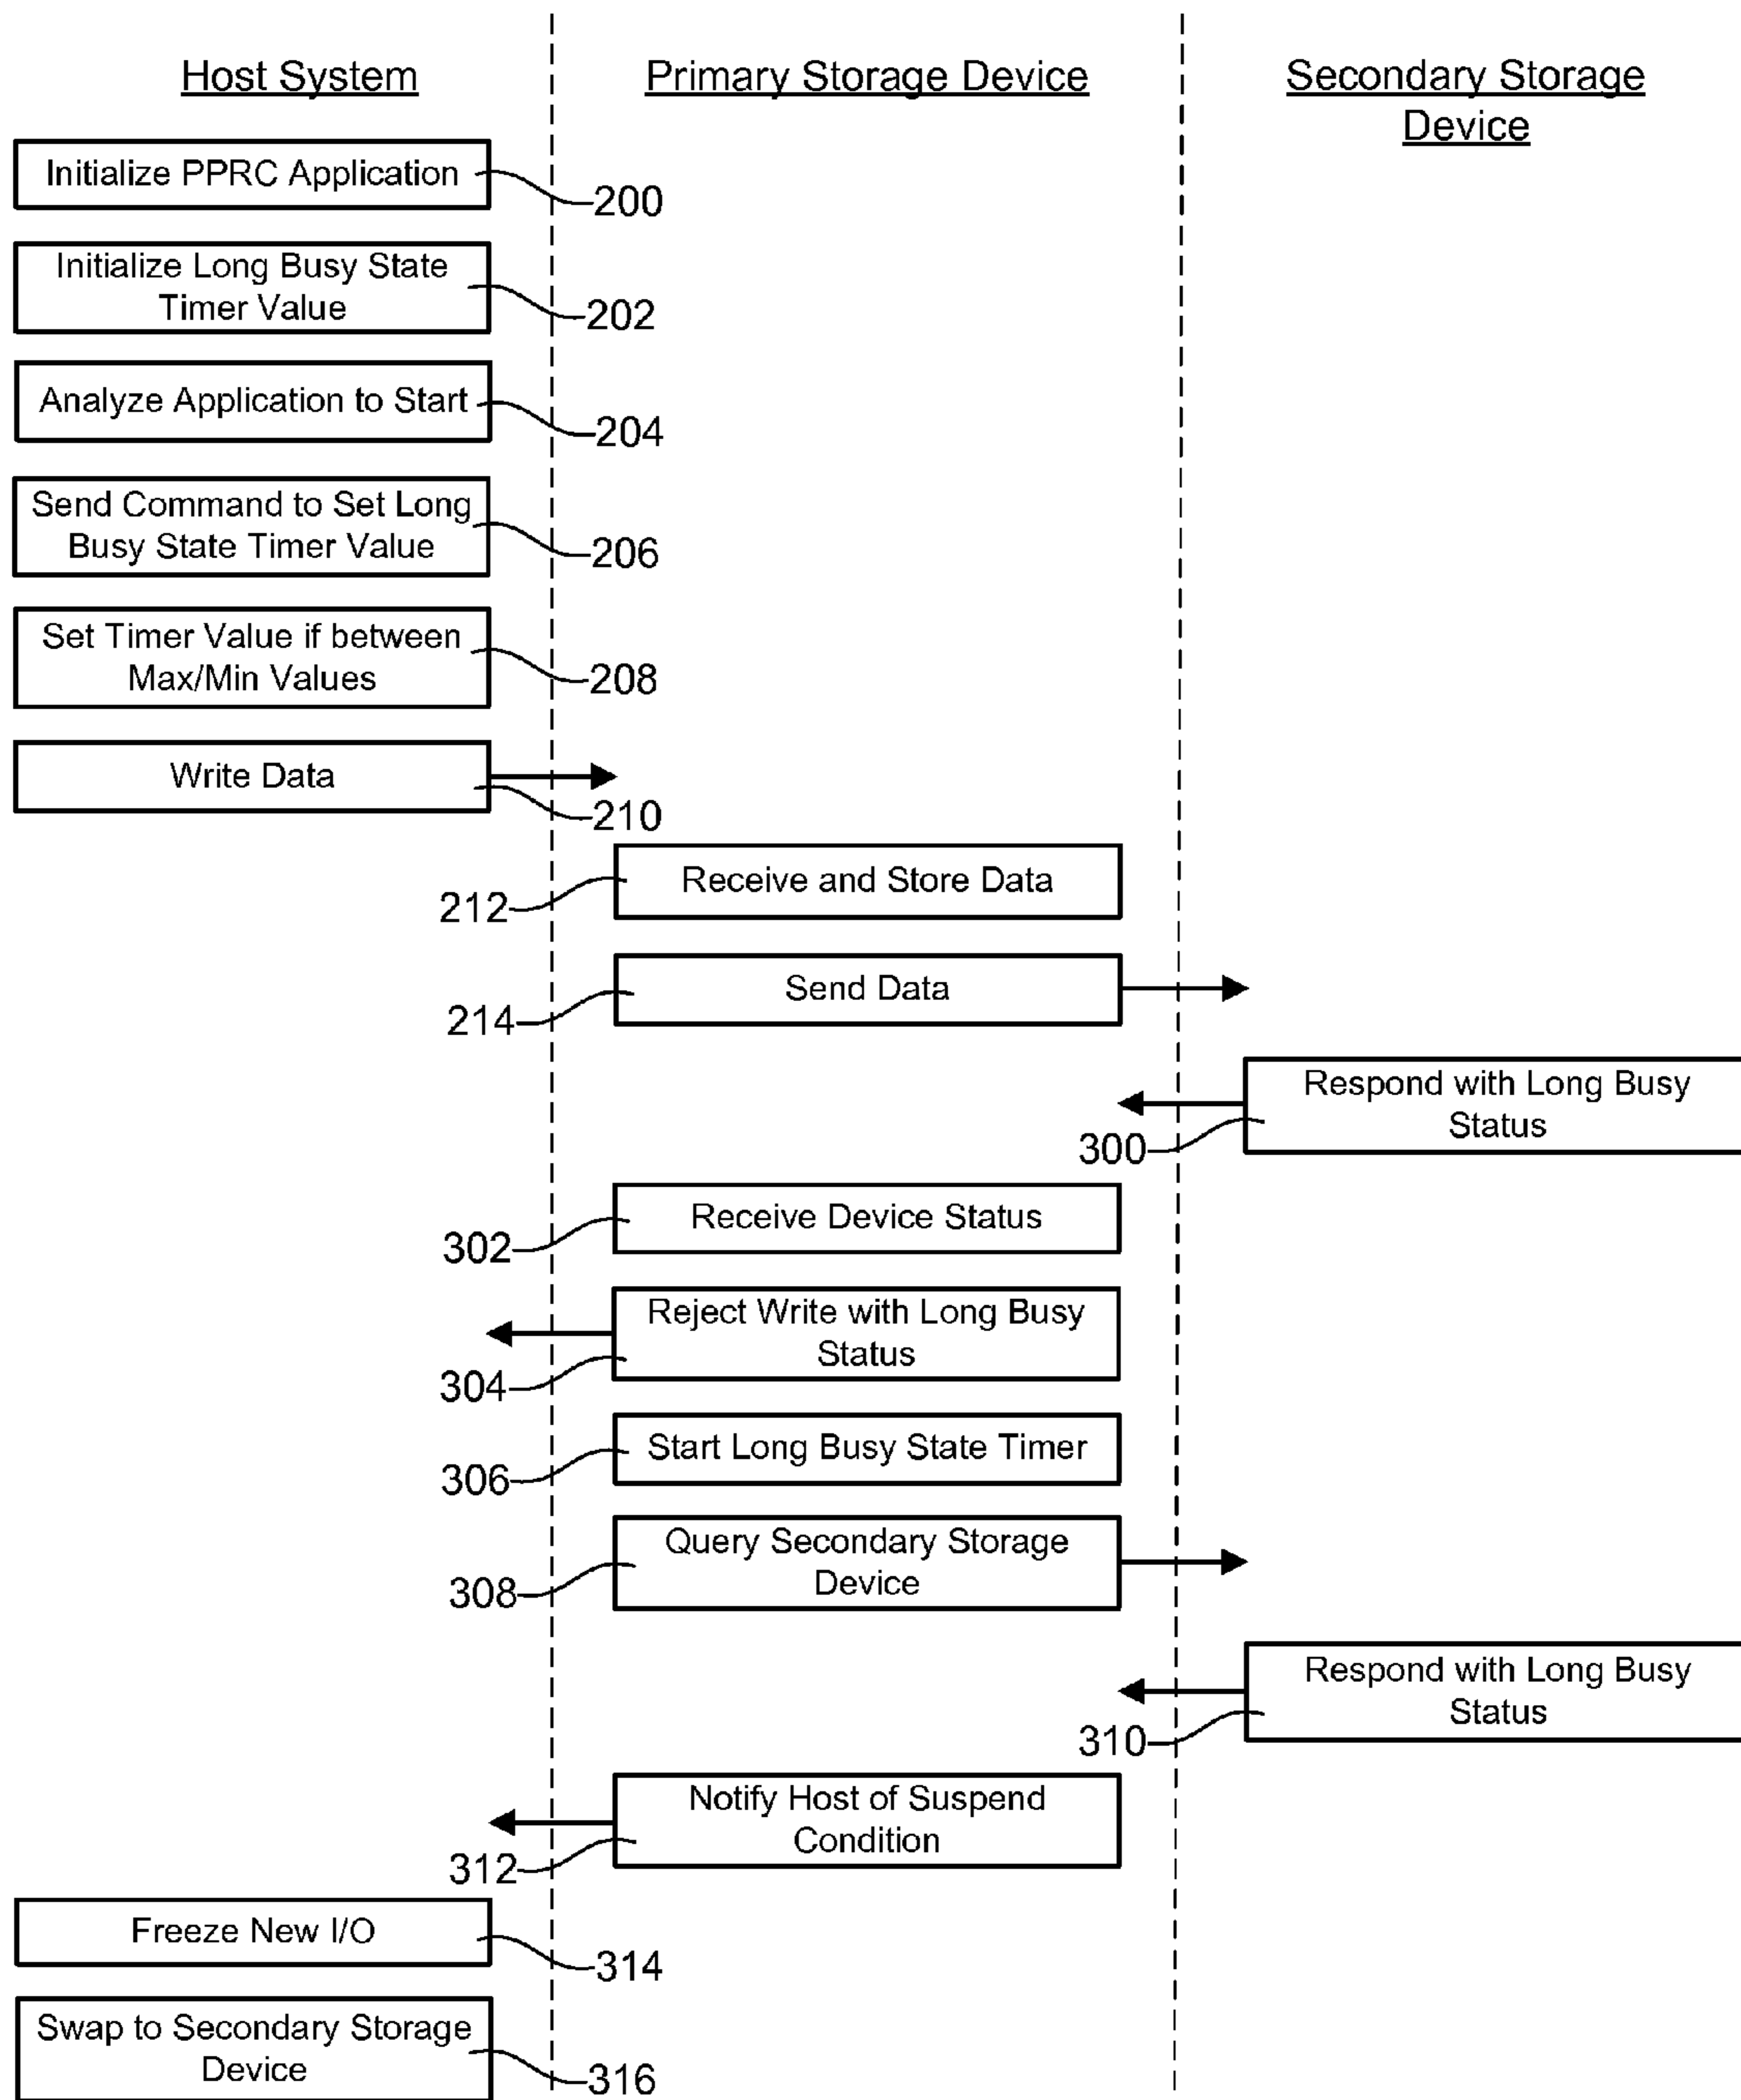 Host System
Primary Storage Device
Secondary Storage
Device
Initialize PPRC Application
200
Initialize Long Busy State
Timer Value
202
Analyze Application to Start
204
Send Command to Set Long
Busy State Timer Value
206
Set Timer Value if between
Max/Min Values
208
Write Data
210
Receive and Store Data
212
Send Data
214
Respond with Long Busy
Status
300
Receive Device Status
302
Reject Write with Long Busy
Status
304
Start Long Busy State Timer
306
Query Secondary Storage
Device
308
Respond with Long Busy
Status
310
Notify Host of Suspend
Condition
312
Freeze New I/O
314
Swap to Secondary Storage
Device
316